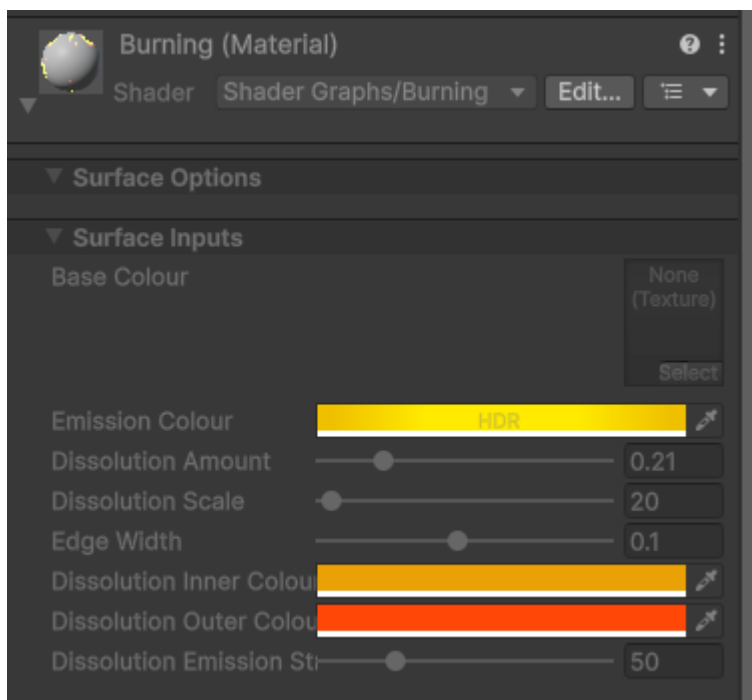 Burning (Material)
Shader Shader Graphs/Burning Edit...
Surface Options
Surface Inputs
Base Colour None
(Texture)
Select
Emission Colour HDR
Dissolution Amount 0.21
Dissolution Scale 20
Edge Width 0.1
Dissolution Inner Colou
Dissolution Outer Colou
Dissolution Emission Str 50